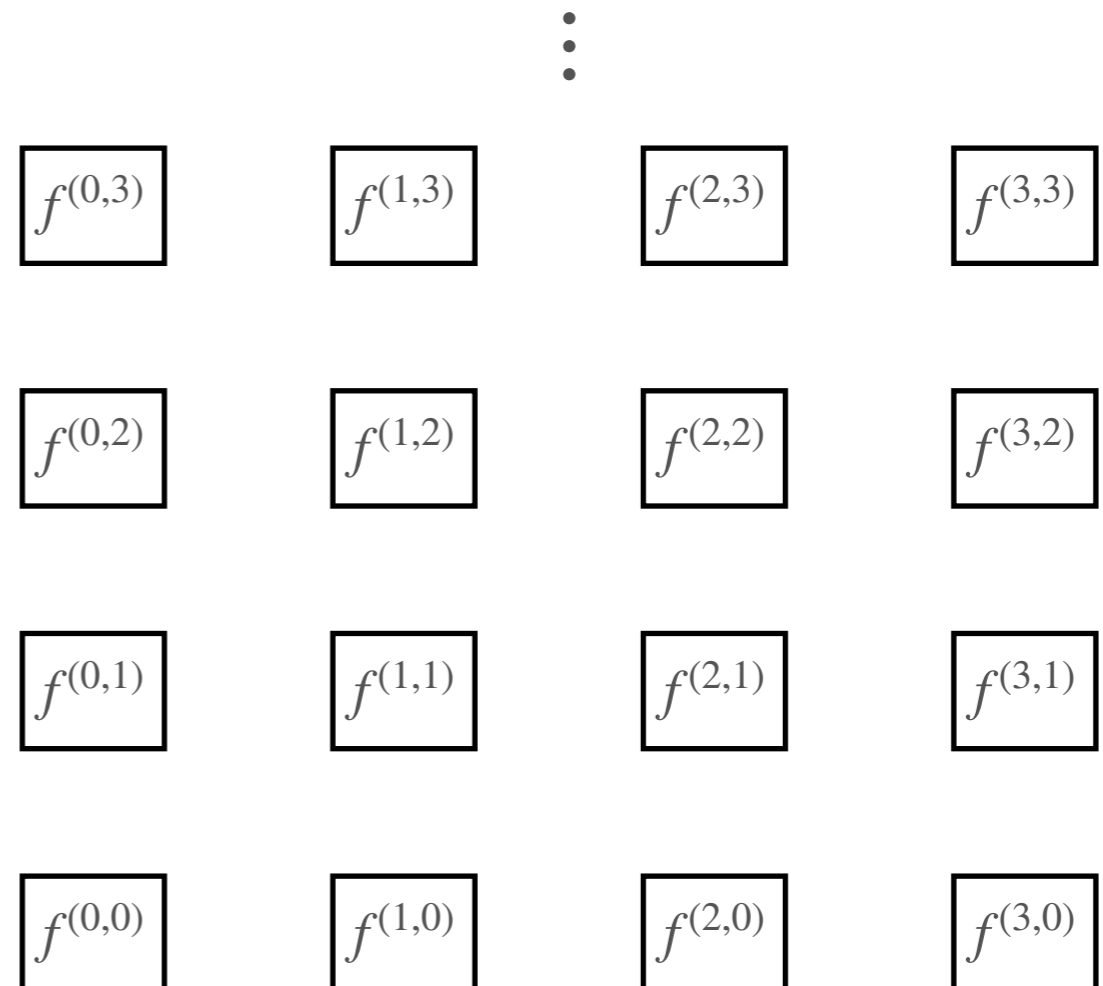 ⋮
f^(0,3) f^(1,3) f^(2,3) f^(3,3)
f^(0,2) f^(1,2) f^(2,2) f^(3,2)
f^(0,1) f^(1,1) f^(2,1) f^(3,1)
f^(0,0) f^(1,0) f^(2,0) f^(3,0)